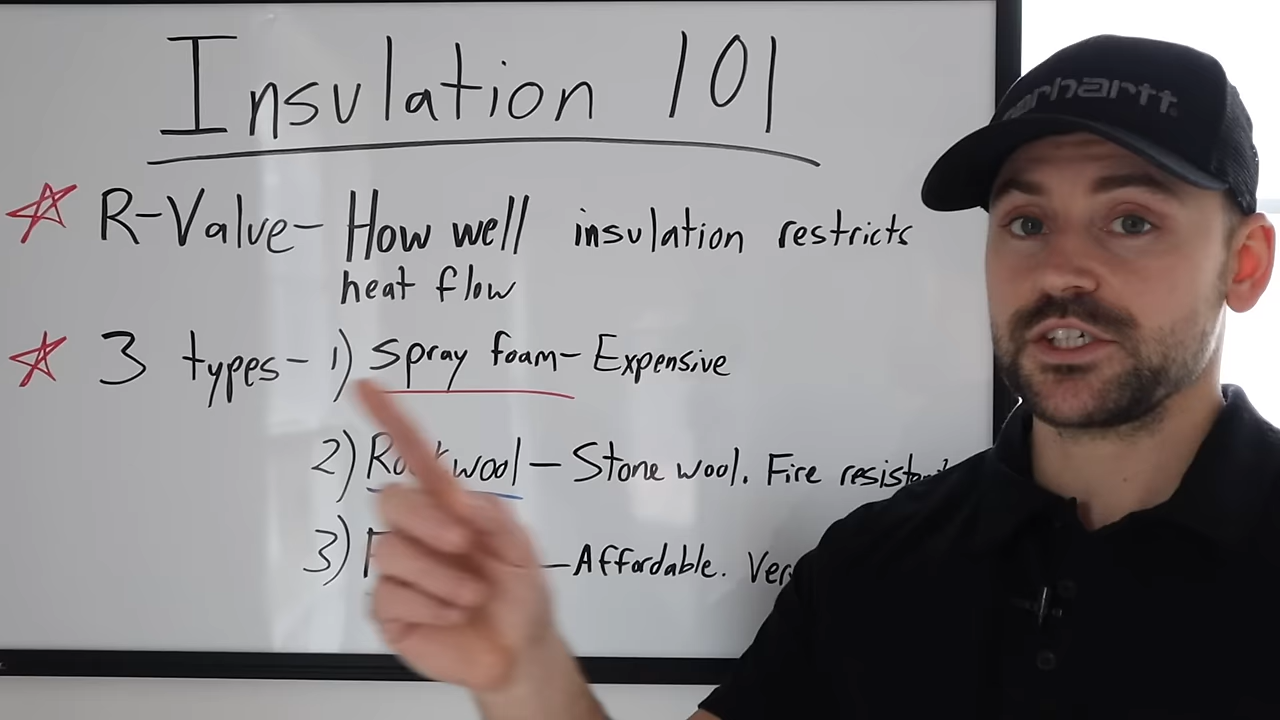 Insulation 101
R-Value- How well insulation restricts
heat flow
3 types- 1) Spray foam- Expensive
2) Rockwool - Stone wool. Fire resistant
3) - Affordable.
carhartt